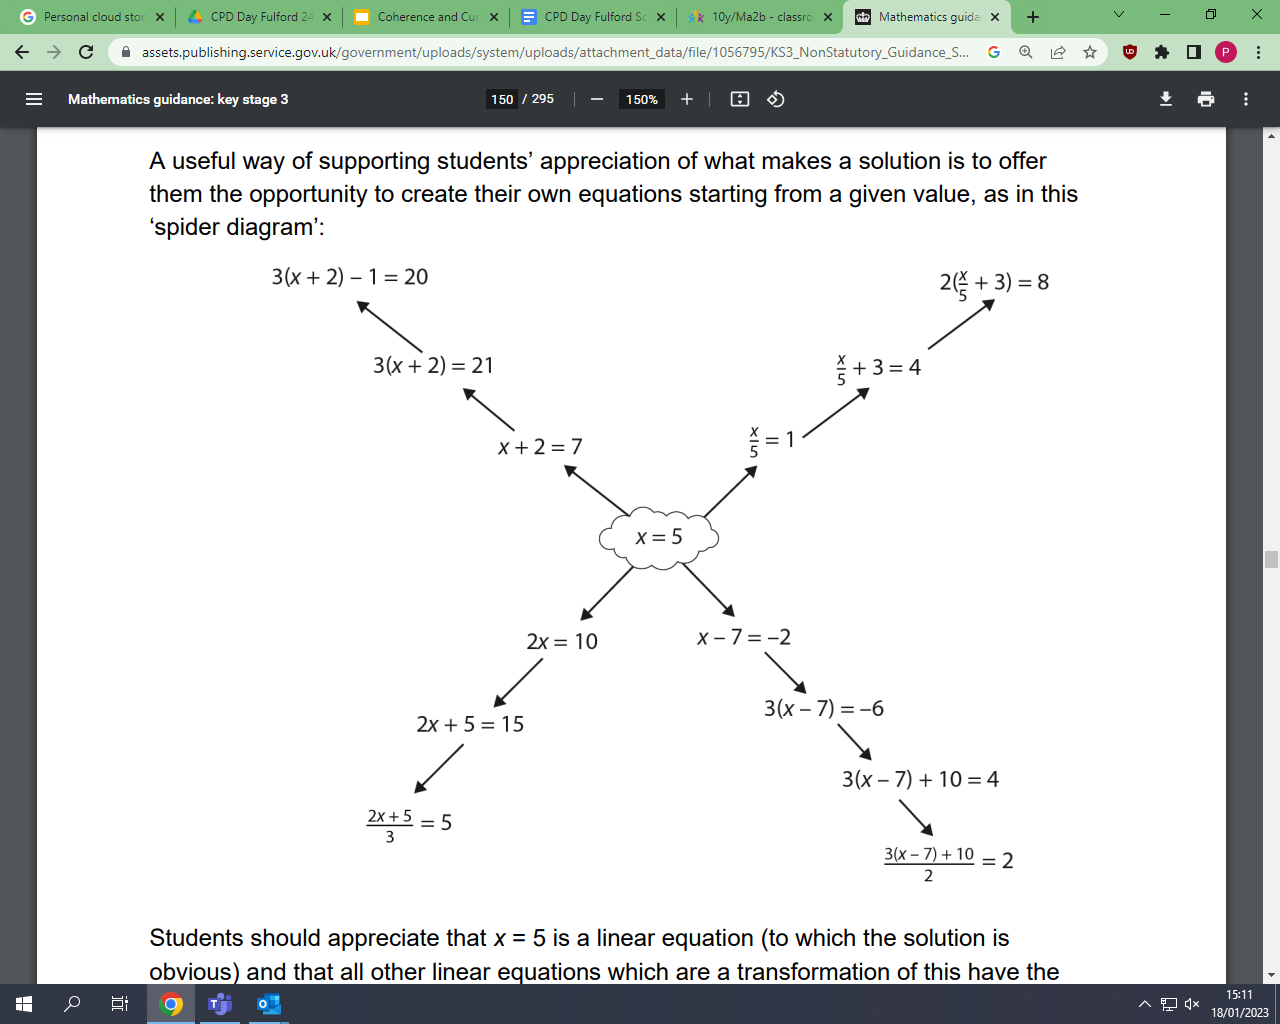 Personal cloud stor
CPD Day Fulford 24
Coherence and Cur
CPD Day Fulford Sc
10y/Ma2b - classro
Mathematics guida
assets.publishing.service.gov.uk/government/uploads/system/uploads/attachment_data/file/1056795/KS3_NonStatutory_Guidance_S...
P
Mathematics guidance: key stage 3
150 / 295
150%
A useful way of supporting students’ appreciation of what makes a solution is to offer
them the opportunity to create their own equations starting from a given value, as in this
‘spider diagram’:
3(x + 2) – 1 = 20
2(x/5 + 3) = 8
3(x + 2) = 21
x/5 + 3 = 4
x + 2 = 7
x/5 = 1
x = 5
2x = 10
x – 7 = –2
2x + 5 = 15
3(x – 7) = –6
3(x – 7) + 10 = 4
2x + 5
3
= 5
3(x – 7) + 10
2
= 2
Students should appreciate that x = 5 is a linear equation (to which the solution is
obvious) and that all other linear equations which are a transformation of this have the
15:11
18/01/2023